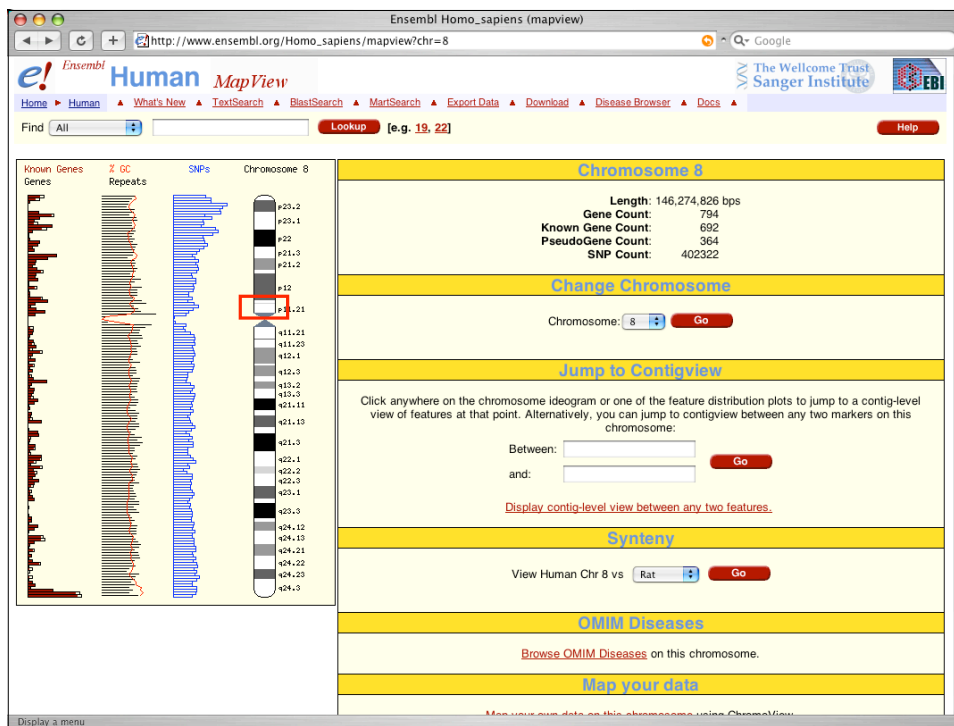 Ensembl Homo_sapiens (mapview)
http://www.ensembl.org/Homo_sapiens/mapview?chr=8
Google
e! Ensembl Human MapView
The Wellcome Trust
Sanger Institute
EBI
Home Human What's New TextSearch BlastSearch MartSearch Export Data Download Disease Browser Docs
Find All Lookup [e.g. 19, 22] Help
Known Genes % GC SNPs Chromosome 8
Genes Repeats
p23.2
p23.1
p22
p21.3
p21.2
p12
p11.21
q11.21
q11.23
q12.1
q12.3
q13.2
q13.3
q21.11
q21.13
q21.3
q22.1
q22.2
q22.3
q23.1
q23.3
q24.12
q24.13
q24.21
q24.22
q24.23
q24.3
Chromosome 8
Length: 146,274,826 bps
Gene Count: 794
Known Gene Count: 692
PseudoGene Count: 364
SNP Count: 402322
Change Chromosome
Chromosome: 8 Go
Jump to Contigview
Click anywhere on the chromosome ideogram or one of the feature distribution plots to jump to a contig-level
view of features at that point. Alternatively, you can jump to contigview between any two markers on this
chromosome:
Between:
Go
and:
Display contig-level view between any two features.
Synteny
View Human Chr 8 vs Rat Go
OMIM Diseases
Browse OMIM Diseases on this chromosome.
Map your data
Map your own data on this chromosome using ChromoView
Display a menu